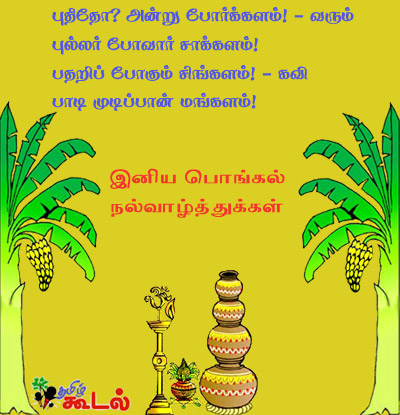 புதிதோ? அன்று போர்க்களம்! - வரும்
புல்லர் போவார் சாக்களம்!
பதறிப் போகும் சிங்களம்! - கவி
பாடி முடிப்பான் மங்களம்!
இனிய பொங்கல்
நல்வாழ்த்துக்கள்
தமிழ்
கூடல்